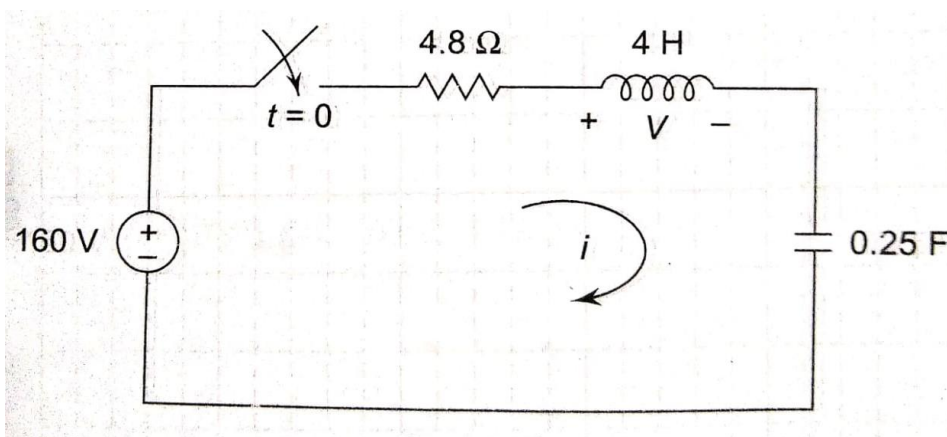 4.8 Ω
4 H
t = 0
+ V −
160 V
+
−
i
0.25 F